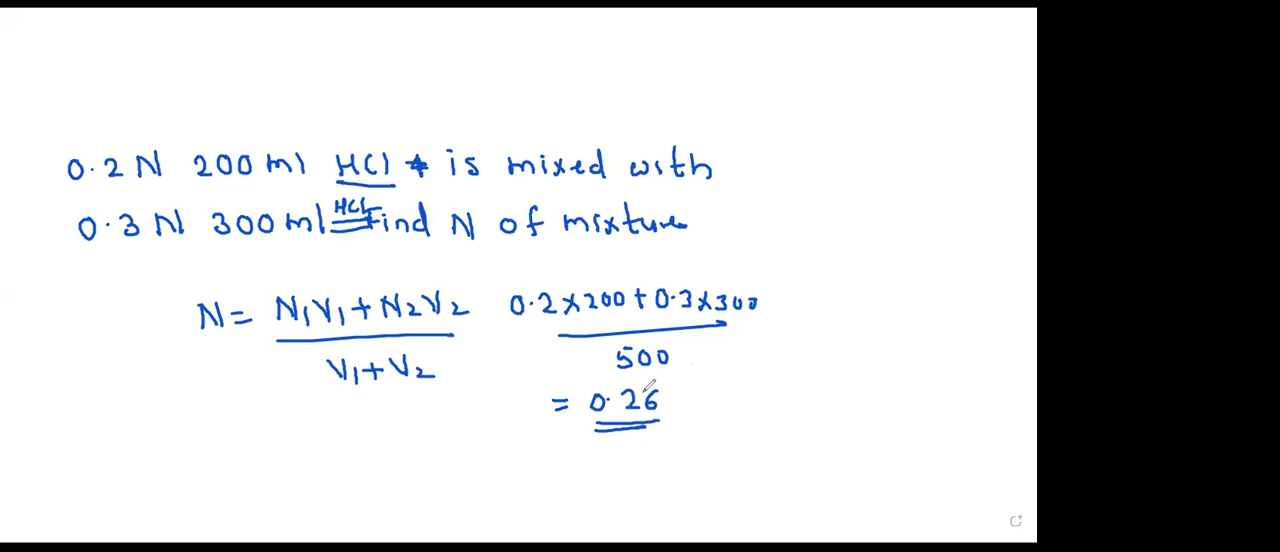 0.2 N 200 ml HCl is mixed with
0.3 N 300 ml HCl Find N of mixture
N = N₁V₁ + N₂V₂ 0.2 × 200 + 0.3 × 300
V₁ + V₂ 500
= 0.26